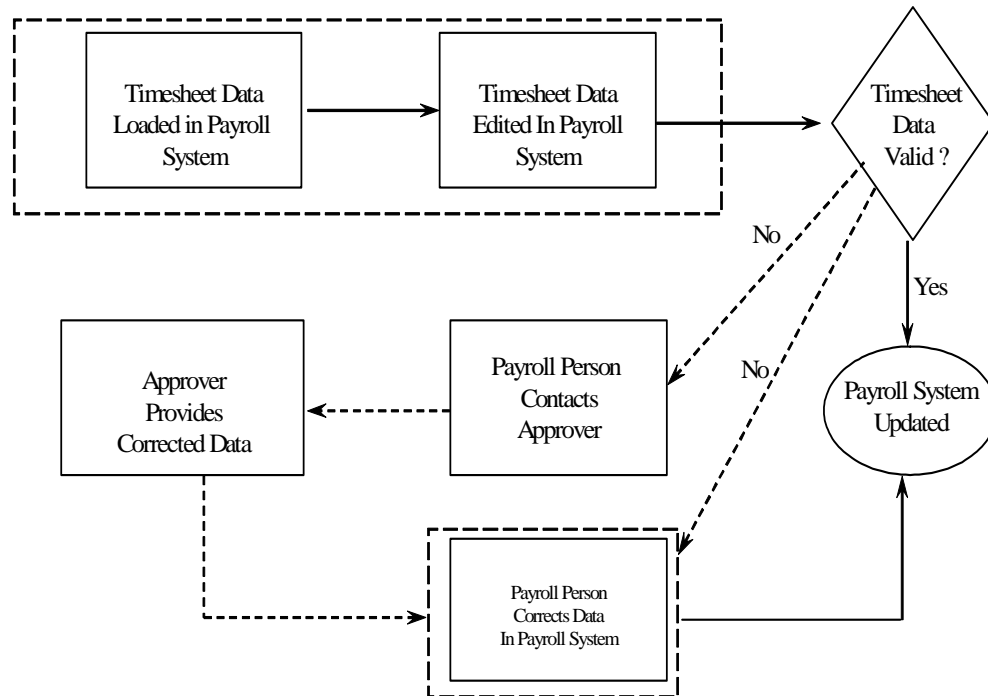 Timesheet Data
Loaded in Payroll
System
Timesheet Data
Edited In Payroll
System
Timesheet
Data
Valid ?
No
Yes
No
Approver
Provides
Corrected Data
Payroll Person
Contacts
Approver
Payroll System
Updated
Payroll Person
Corrects Data
In Payroll System